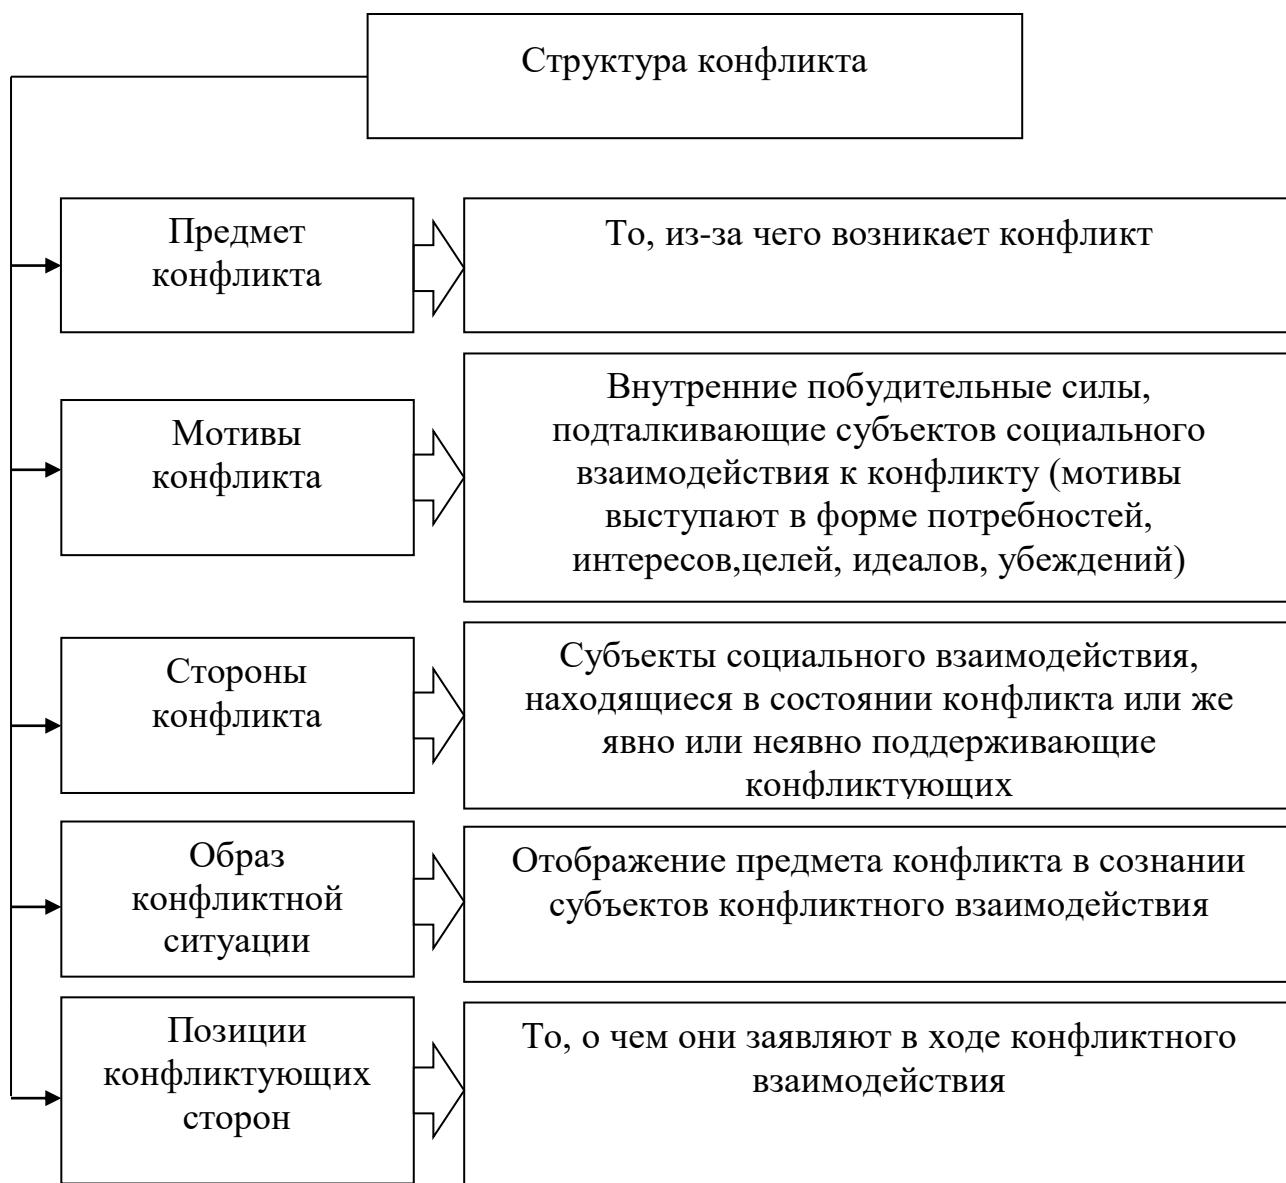 Структура конфликта
Предмет
конфликта
То, из-за чего возникает конфликт
Мотивы
конфликта
Внутренние побудительные силы,
подталкивающие субъектов социального
взаимодействия к конфликту (мотивы
выступают в форме потребностей,
интересов,целей, идеалов, убеждений)
Стороны
конфликта
Субъекты социального взаимодействия,
находящиеся в состоянии конфликта или же
явно или неявно поддерживающие
конфликтующих
Образ
конфликтной
ситуации
Отображение предмета конфликта в сознании
субъектов конфликтного взаимодействия
Позиции
конфликтующих
сторон
То, о чем они заявляют в ходе конфликтного
взаимодействия